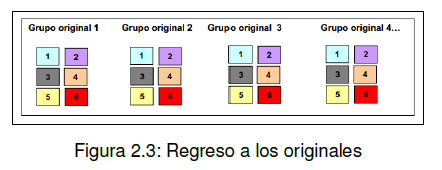 Grupo original 1 Grupo original 2 Grupo original 3 Grupo original 4...
1 2 1 2 1 2 1 2
3 4 3 4 3 4 3 4
5 6 5 6 5 6 5 6
Figura 2.3: Regreso a los originales